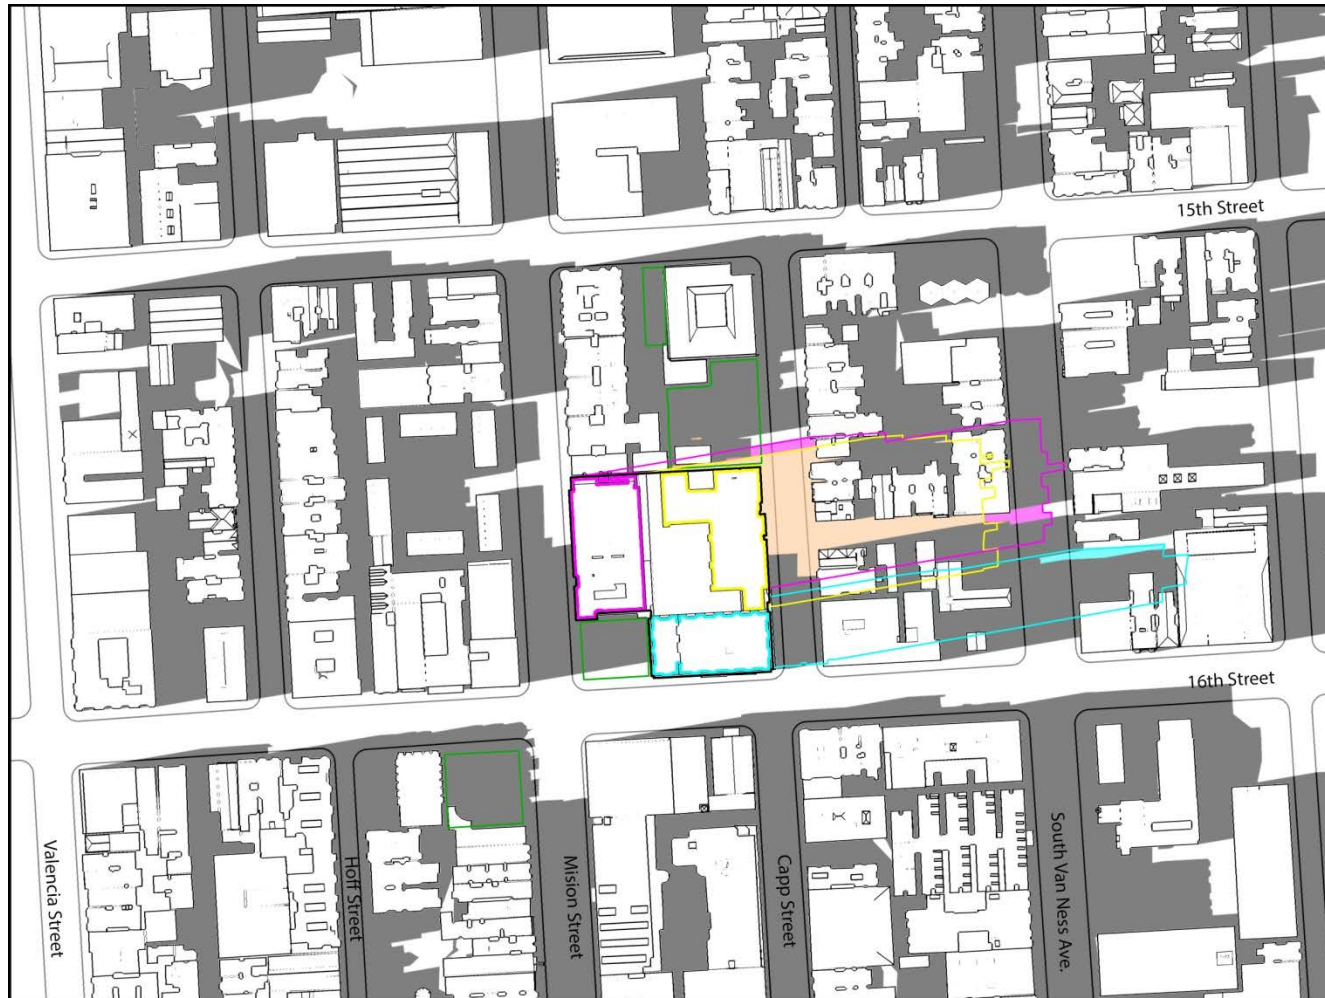 15th Street
16th Street
Valencia Street
Hoff Street
Mision Street
Capp Street
South Van Ness Ave.